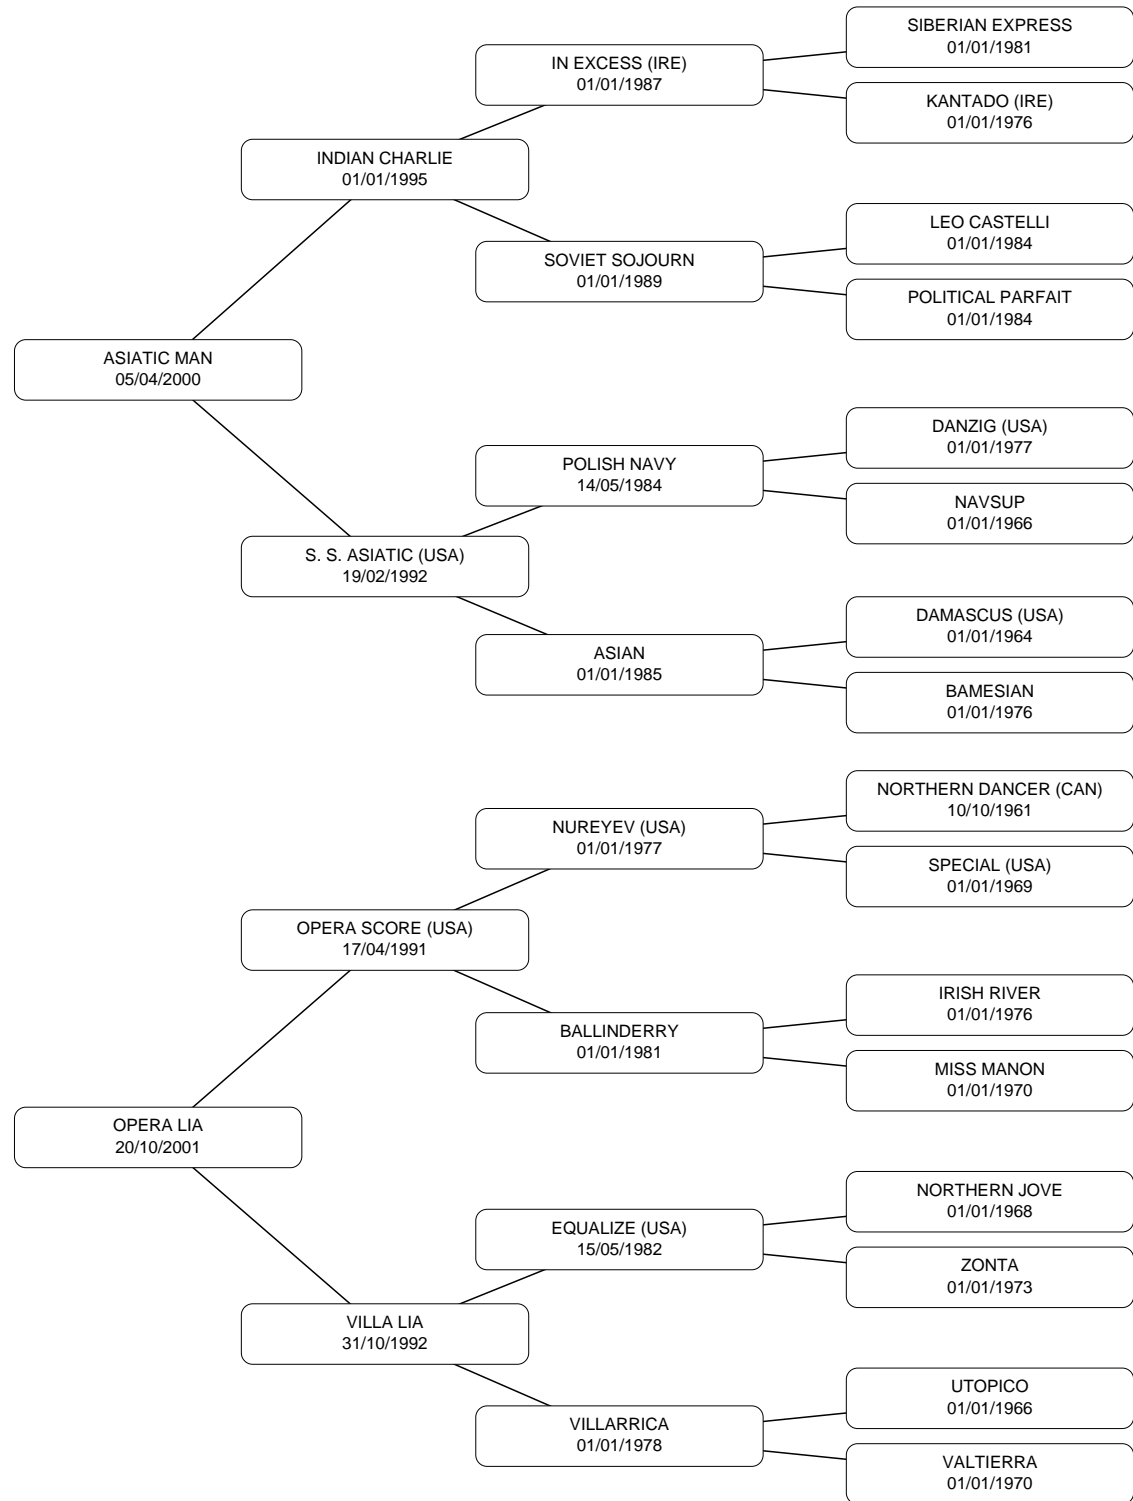 SIBERIAN EXPRESS
01/01/1981
IN EXCESS (IRE)
01/01/1987
KANTADO (IRE)
01/01/1976
INDIAN CHARLIE
01/01/1995
LEO CASTELLI
01/01/1984
SOVIET SOJOURN
01/01/1989
POLITICAL PARFAIT
01/01/1984
ASIATIC MAN
05/04/2000
DANZIG (USA)
01/01/1977
POLISH NAVY
14/05/1984
NAVSUP
01/01/1966
S. S. ASIATIC (USA)
19/02/1992
DAMASCUS (USA)
01/01/1964
ASIAN
01/01/1985
BAMESIAN
01/01/1976
NORTHERN DANCER (CAN)
10/10/1961
NUREYEV (USA)
01/01/1977
SPECIAL (USA)
01/01/1969
OPERA SCORE (USA)
17/04/1991
IRISH RIVER
01/01/1976
BALLINDERRY
01/01/1981
MISS MANON
01/01/1970
OPERA LIA
20/10/2001
NORTHERN JOVE
01/01/1968
EQUALIZE (USA)
15/05/1982
ZONTA
01/01/1973
VILLA LIA
31/10/1992
UTOPICO
01/01/1966
VILLARRICA
01/01/1978
VALTIERRA
01/01/1970